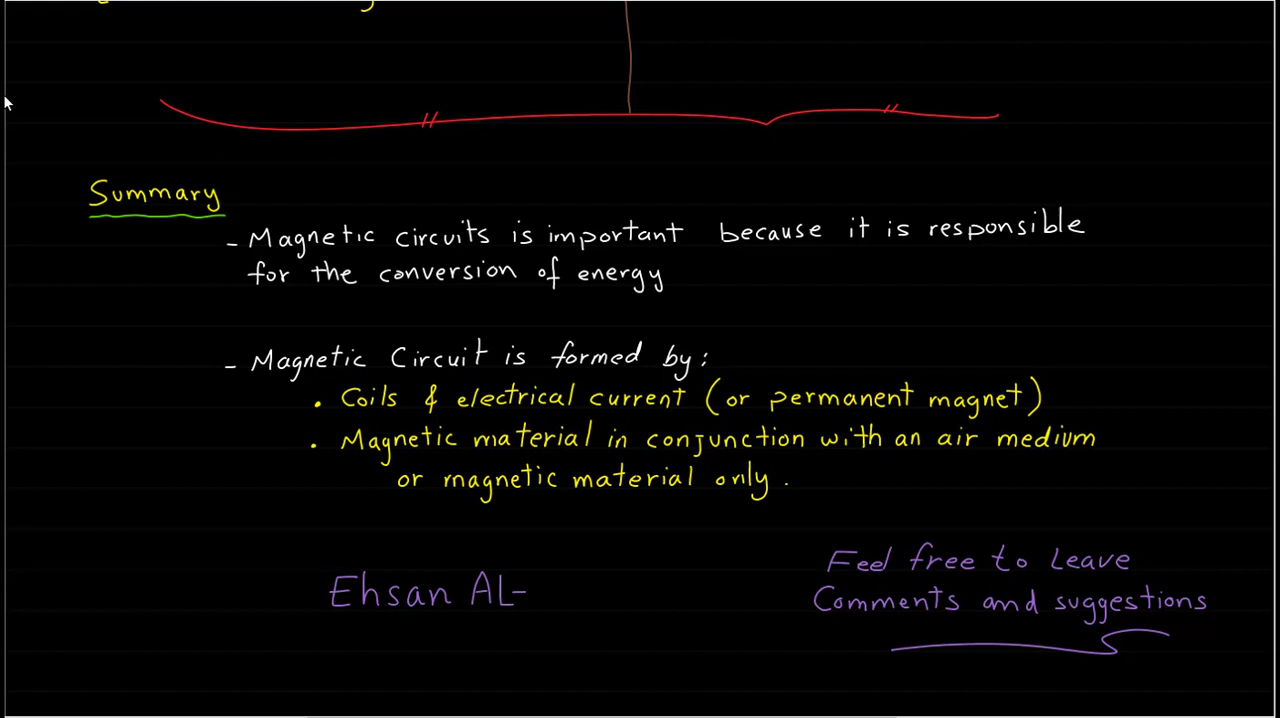 Summary
- Magnetic circuits is important because it is responsible
for the conversion of energy
- Magnetic Circuit is formed by:
• Coils & electrical current (or permanent magnet)
• Magnetic material in conjunction with an air medium
or magnetic material only.
Ehsan AL-
Feel free to Leave
Comments and suggestions